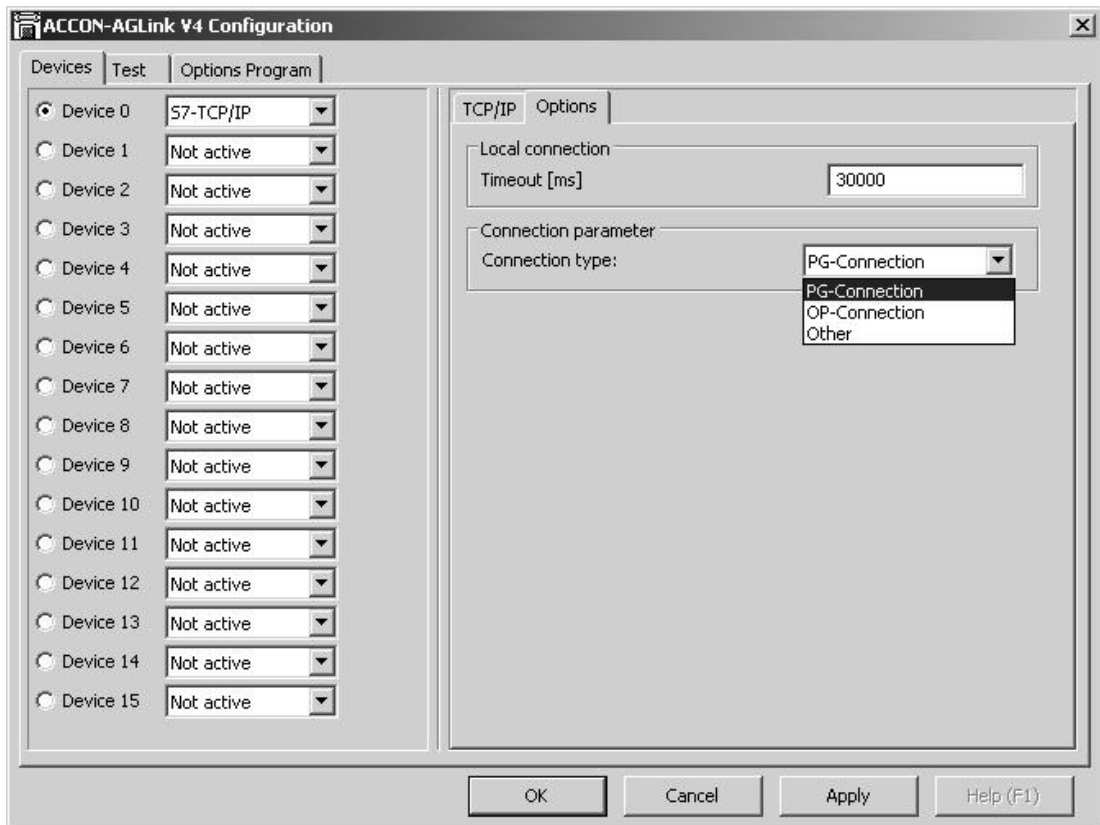 ACCON-AGLink V4 Configuration
Devices
Test
Options Program
Device 0 S7-TCP/IP
Device 1 Not active
Device 2 Not active
Device 3 Not active
Device 4 Not active
Device 5 Not active
Device 6 Not active
Device 7 Not active
Device 8 Not active
Device 9 Not active
Device 10 Not active
Device 11 Not active
Device 12 Not active
Device 13 Not active
Device 14 Not active
Device 15 Not active
TCP/IP
Options
Local connection
Timeout [ms] 30000
Connection parameter
Connection type: PG-Connection
PG-Connection
OP-Connection
Other
OK
Cancel
Apply
Help (F1)